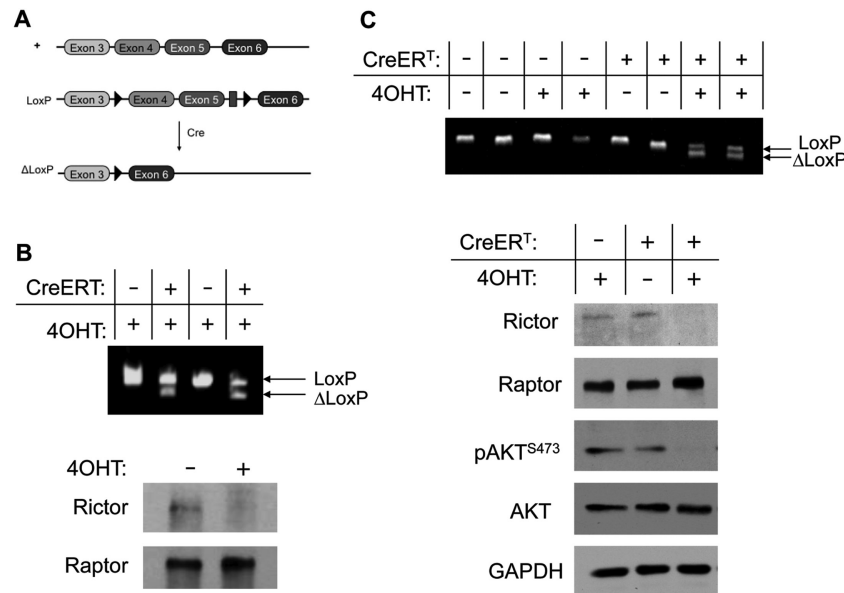 A
+ Exon 3 Exon 4 Exon 5 Exon 6
LoxP Exon 3 Exon 4 Exon 5 Exon 6
Cre
ΔLoxP Exon 3 Exon 6
B
CreERT: – + – +
4OHT: + + + +
LoxP
ΔLoxP
4OHT: – +
Rictor
Raptor
C
CreERᵀ: – – – – + + + +
4OHT: – – + + – – + +
LoxP
ΔLoxP
CreERᵀ: – + +
4OHT: + – +
Rictor
Raptor
pAKTˢ⁴⁷³
AKT
GAPDH